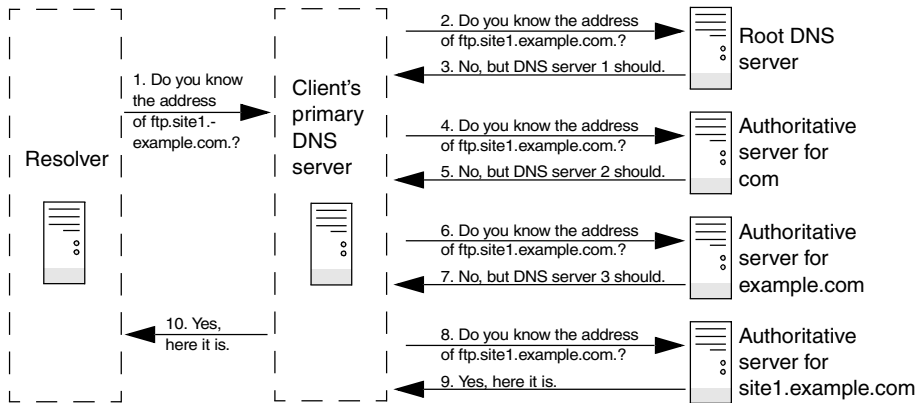 Resolver
1. Do you know
the address
of ftp.site1.-
example.com.?
Client's
primary
DNS
server
2. Do you know the address
of ftp.site1.example.com.?
3. No, but DNS server 1 should.
Root DNS
server
4. Do you know the address
of ftp.site1.example.com.?
5. No, but DNS server 2 should.
Authoritative
server for
com
6. Do you know the address
of ftp.site1.example.com.?
7. No, but DNS server 3 should.
Authoritative
server for
example.com
8. Do you know the address
of ftp.site1.example.com.?
9. Yes, here it is.
Authoritative
server for
site1.example.com
10. Yes,
here it is.